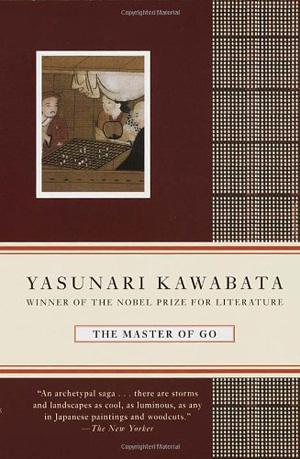 YASUNARI KAWABATA
WINNER OF THE NOBEL PRIZE FOR LITERATURE
THE MASTER OF GO
“An archetypal saga . . . there are storms
and landscapes as cool, as luminous, as any
in Japanese paintings and woodcuts.”
—The New Yorker